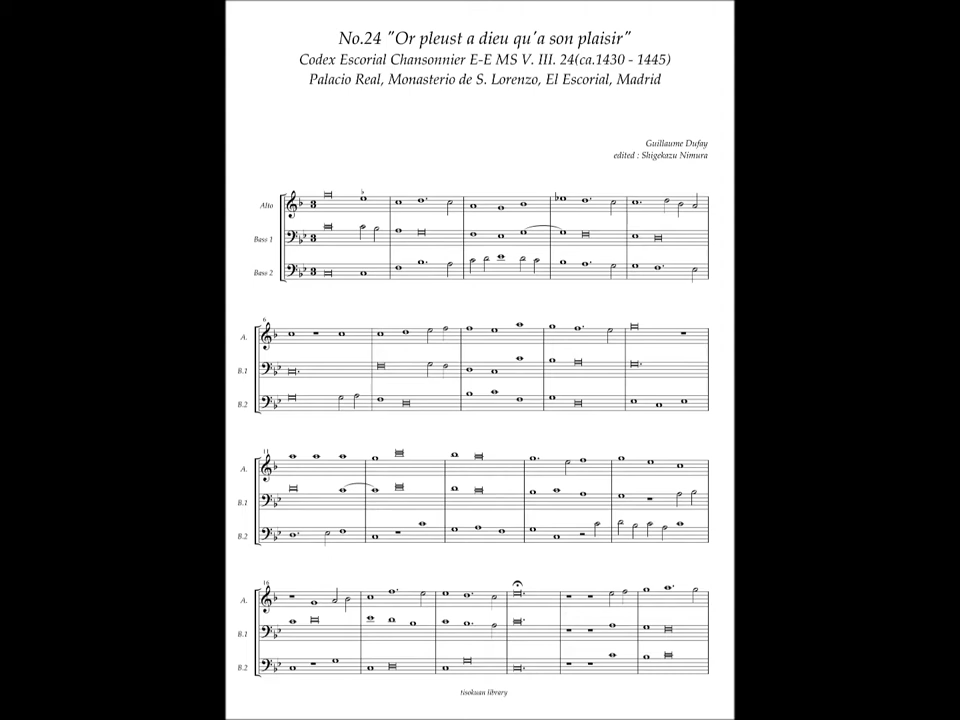 No.24 "Or pleust a dieu qu'a son plaisir"
Codex Escorial Chansonnier E-E MS V. III. 24(ca.1430 - 1445)
Palacio Real, Monasterio de S. Lorenzo, El Escorial, Madrid
Guillaume Dufay
edited : Shigekazu Nimura
Alto
Bass 1
Bass 2
6
A.
B.1
B.2
11
A.
B.1
B.2
16
A.
B.1
B.2
tisokuan library